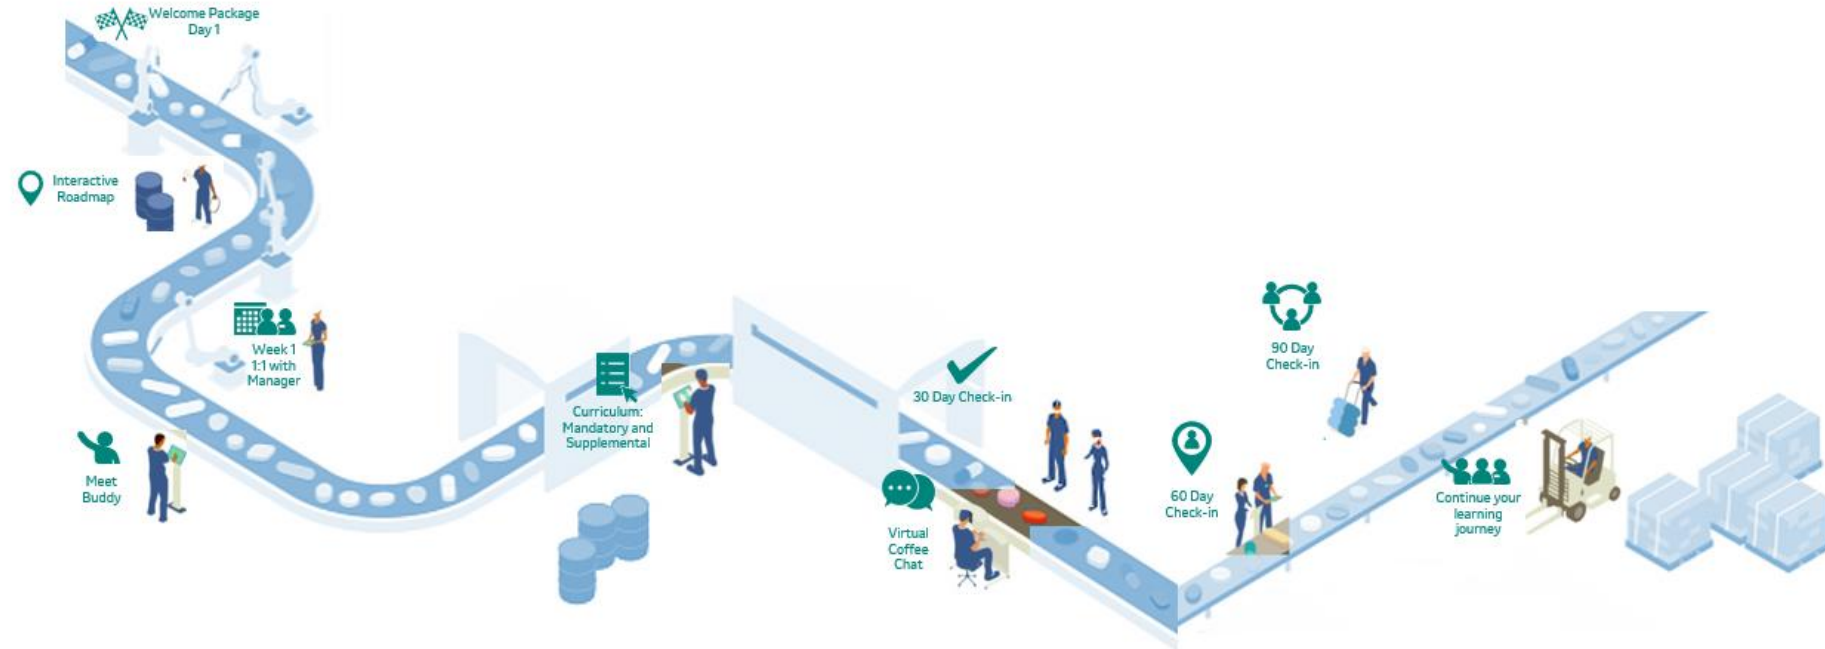 Welcome Package
Day 1
Interactive
Roadmap
Week 1
1:1 with
Manager
Meet
Buddy
Curriculum:
Mandatory and
Supplemental
30 Day Check-in
Virtual
Coffee
Chat
60 Day
Check-in
90 Day
Check-in
Continue your
learning
journey